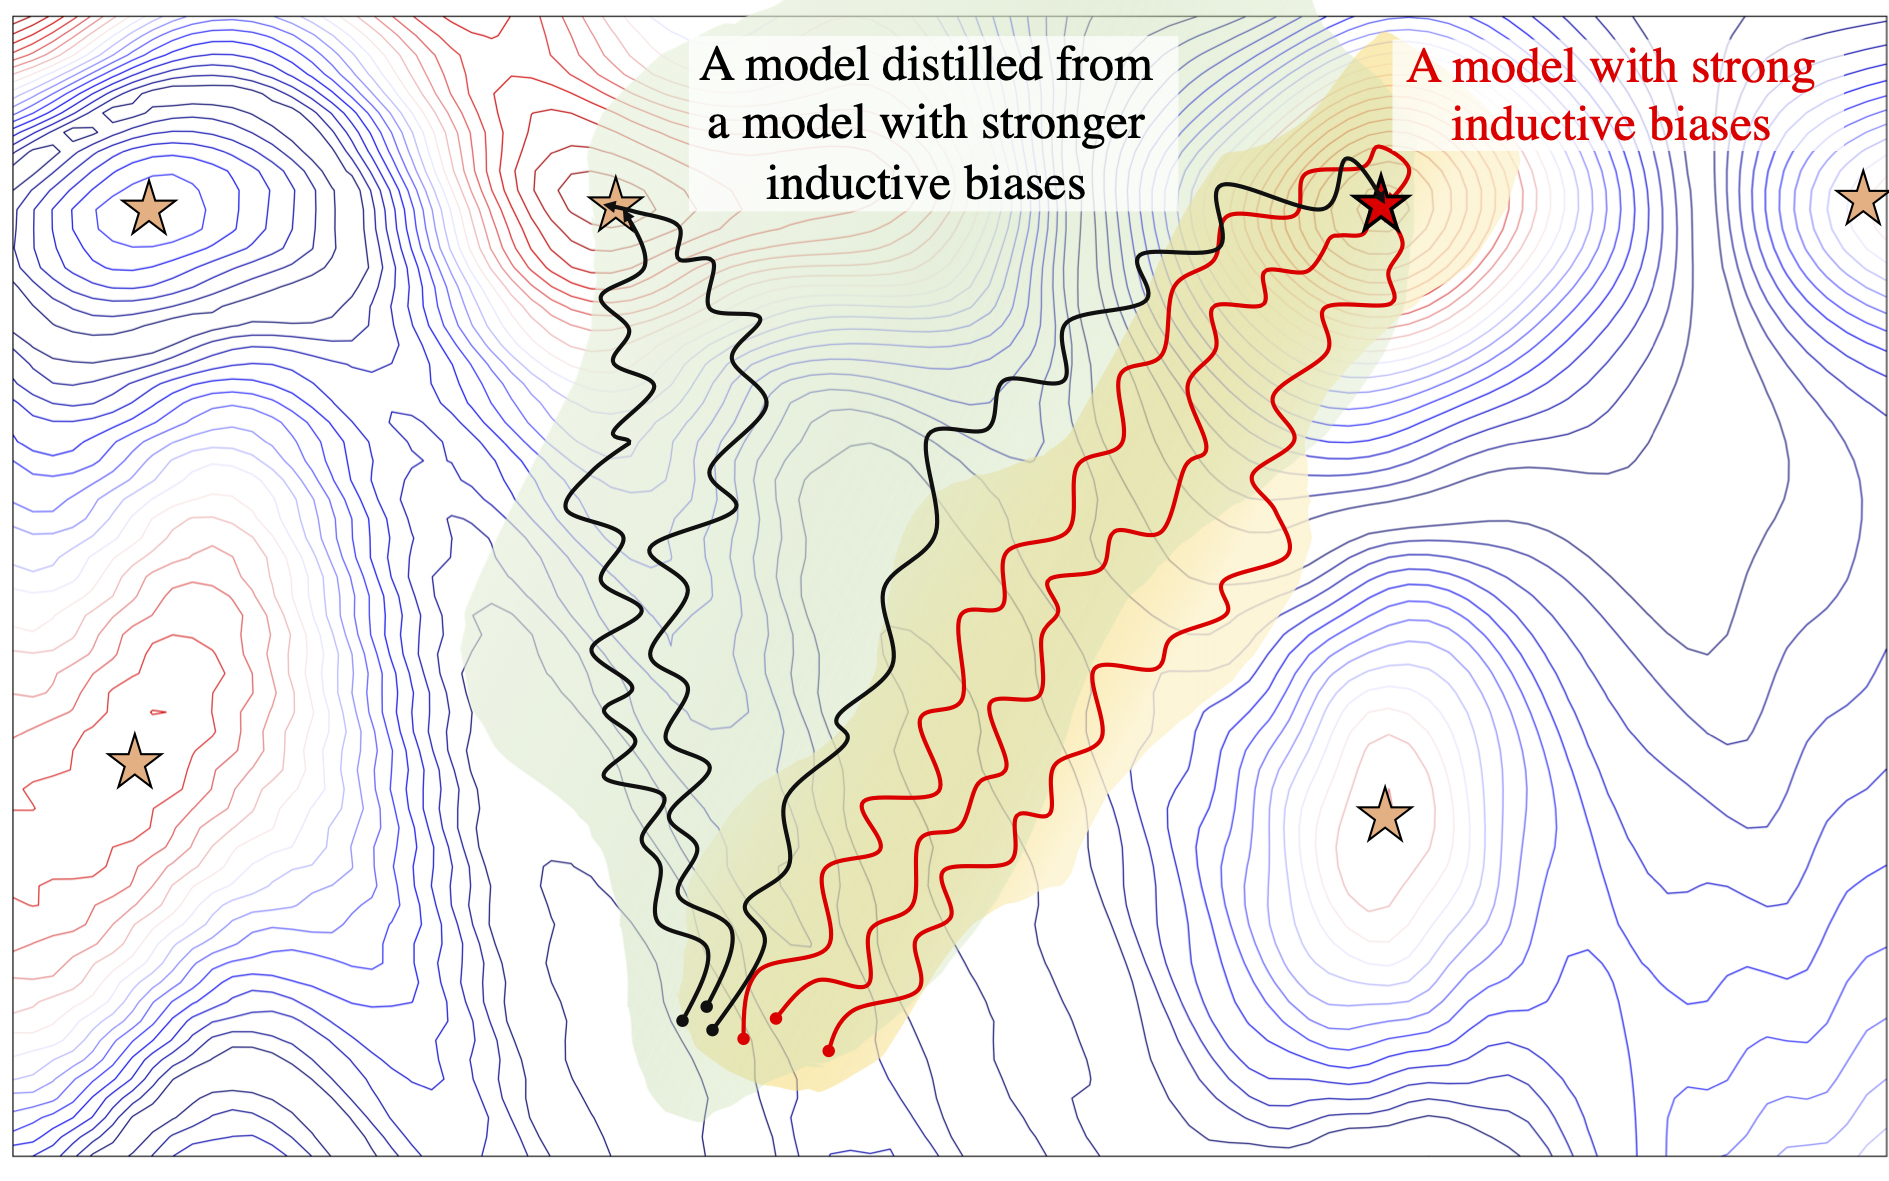 A model distilled from
a model with stronger
inductive biases
A model with strong
inductive biases